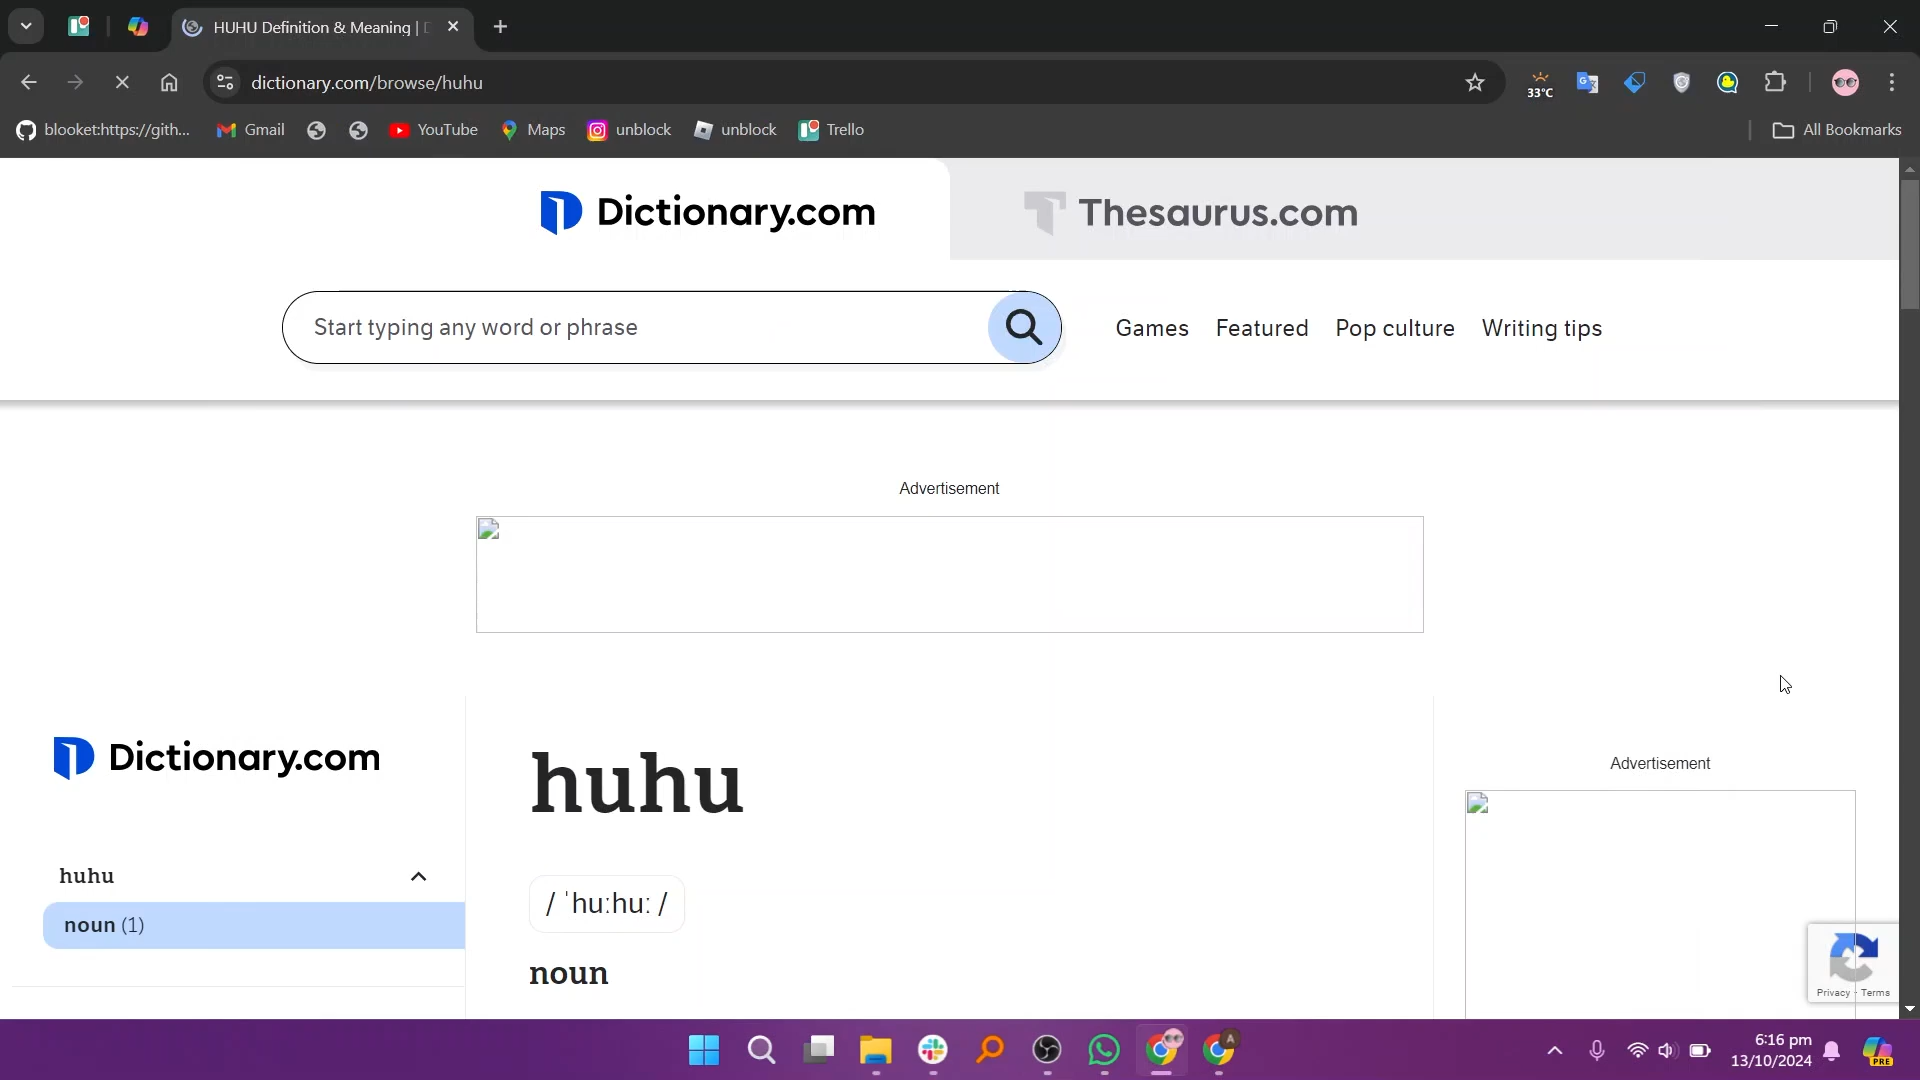 HUHU Definition & Meaning |
dictionary.com/browse/huhu
33°C
blooket:https://gith...
Gmail
YouTube
Maps
unblock
unblock
Trello
All Bookmarks
Dictionary.com
Thesaurus.com
Start typing any word or phrase
Games
Featured
Pop culture
Writing tips
Advertisement
Dictionary.com
huhu
Advertisement
huhu
/ ˈhuːhuː /
noun (1)
noun
Privacy - Terms
6:16 pm
13/10/2024
A
PRE